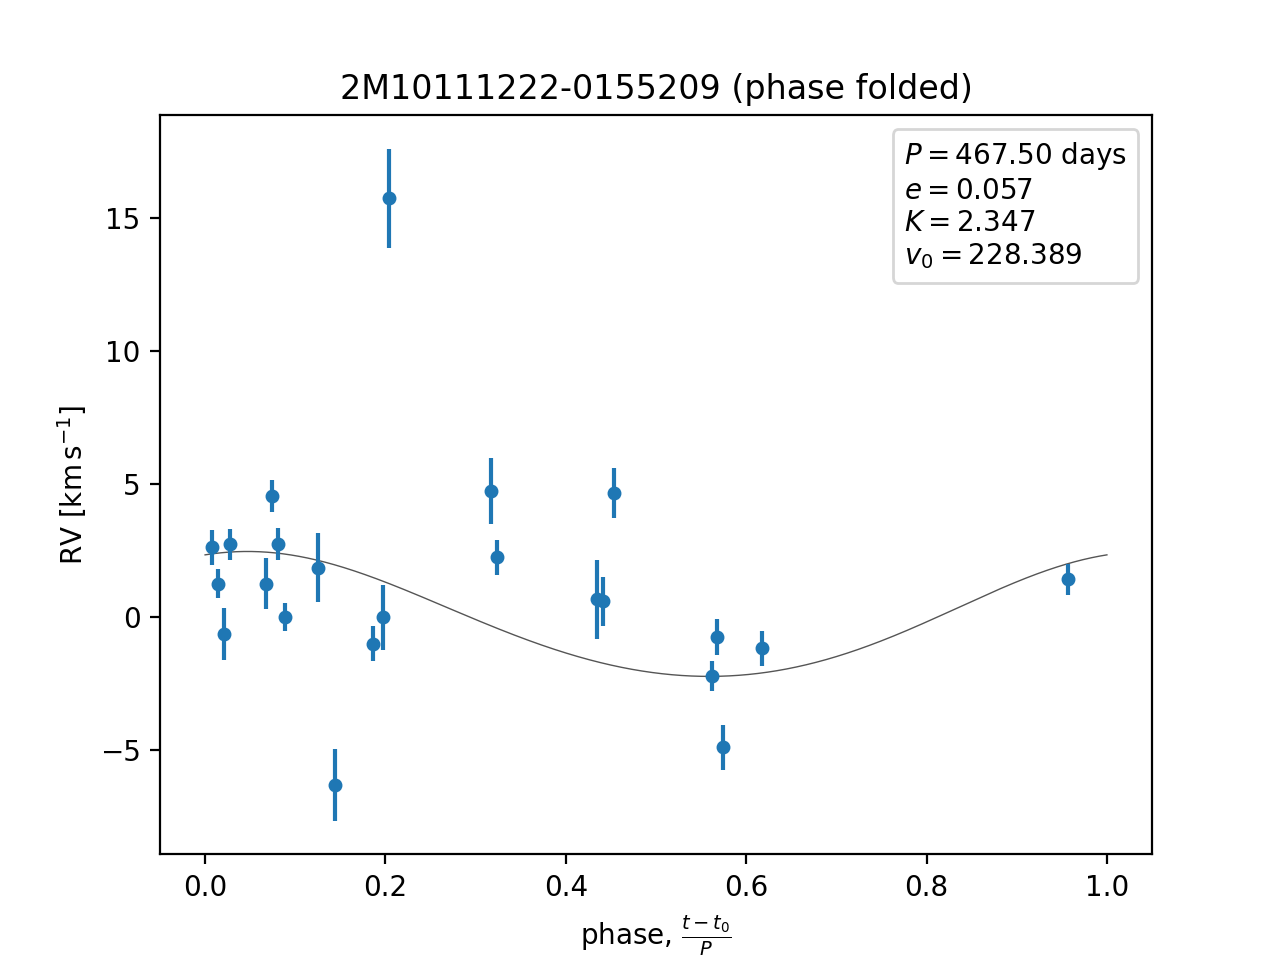 2M10111222-0155209 (phase folded)
P = 467.50 days
e = 0.057
K = 2.347
v₀ = 228.389
RV [km s⁻¹]
15
10
5
0
−5
0.0 0.2 0.4 0.6 0.8 1.0
phase, (t − t₀)/P